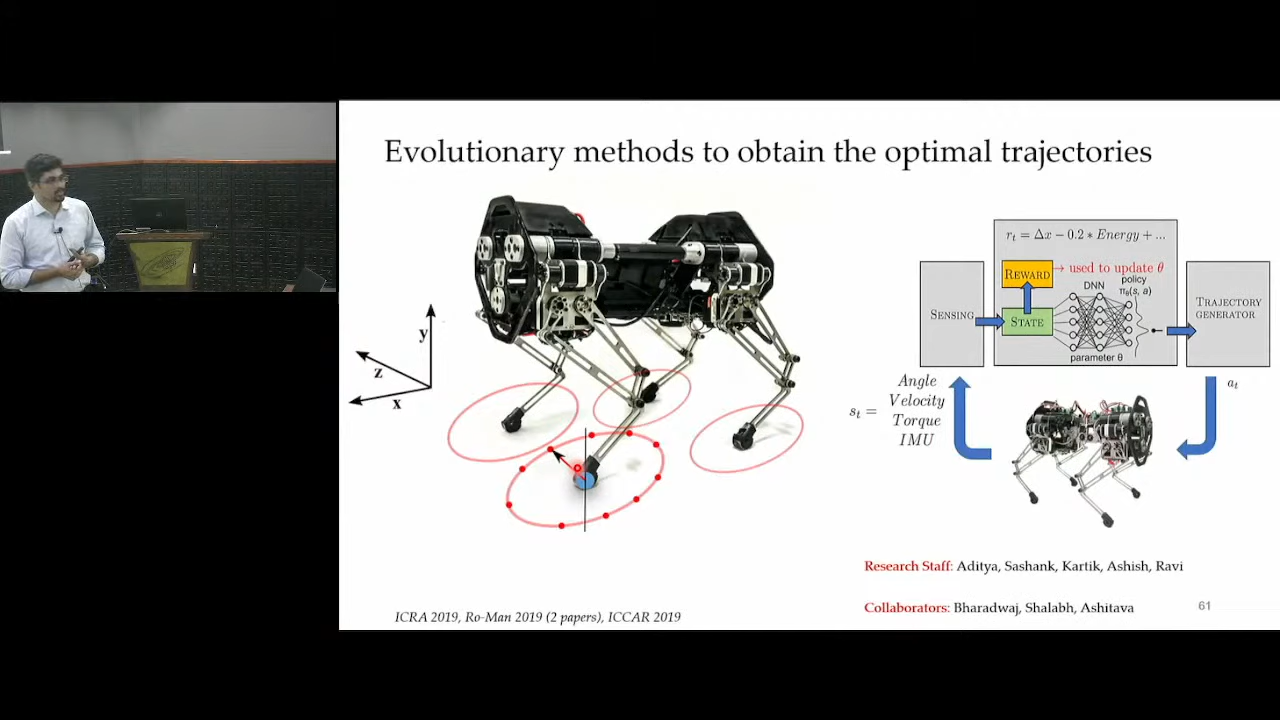 Evolutionary methods to obtain the optimal trajectories
y
z
x
r_t = Δx − 0.2 * Energy + ...
REWARD
→ used to update θ
SENSING
STATE
DNN
policy
π_θ(s, a)
parameter θ
TRAJECTORY
GENERATOR
s_t =
Angle
Velocity
Torque
IMU
a_t
Research Staff: Aditya, Sashank, Kartik, Ashish, Ravi
Collaborators: Bharadwaj, Shalabh, Ashitava
61
ICRA 2019, Ro-Man 2019 (2 papers), ICCAR 2019